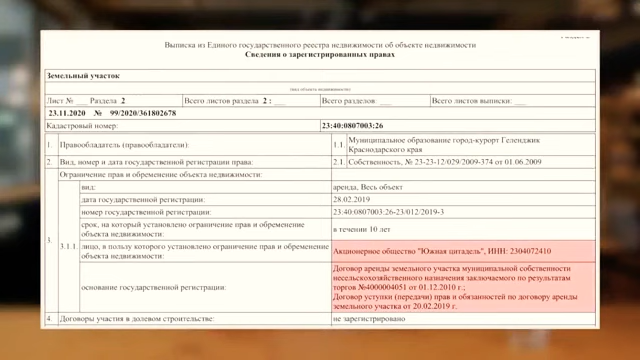 Выписка из Единого государственного реестра недвижимости об объекте недвижимости
Сведения о зарегистрированных правах
Земельный участок
(вид объекта недвижимости)
Лист № ___ Раздела 2 Всего листов раздела 2 : ___ Всего разделов ___ Всего листов выписки: ___
23.11.2020 № 99/2020/361802678
Кадастровый номер: 23:40:0807003:26
1. Правообладатель (правообладатели): 1.1. Муниципальное образование город-курорт Геленджик
Краснодарского края
2. Вид, номер и дата государственной регистрации права: 2.1. Собственность, № 23-23-12/029/2009-374 от 01.06.2009
Ограничение прав и обременение объекта недвижимости:
вид: аренда, Весь объект
дата государственной регистрации: 28.02.2019
номер государственной регистрации: 23:40:0807003:26-23/012/2019-3
срок, на который установлено ограничение прав и обременение
объекта недвижимости: в течении 10 лет
3. 3.1.1. лицо, в пользу которого установлено ограничение прав и обременение
объекта недвижимости: Акционерное общество "Южная цитадель", ИНН: 2304072410
основание государственной регистрации: Договор аренды земельного участка муниципальной собственности
несельскохозяйственного назначения заключаемого по результатам
торгов №4000004051 от 01.12.2010 г.;
Договор уступки (передачи) прав и обязанностей по договору аренды
земельного участка от 20.02.2019 г.
4. Договоры участия в долевом строительстве: не зарегистрировано